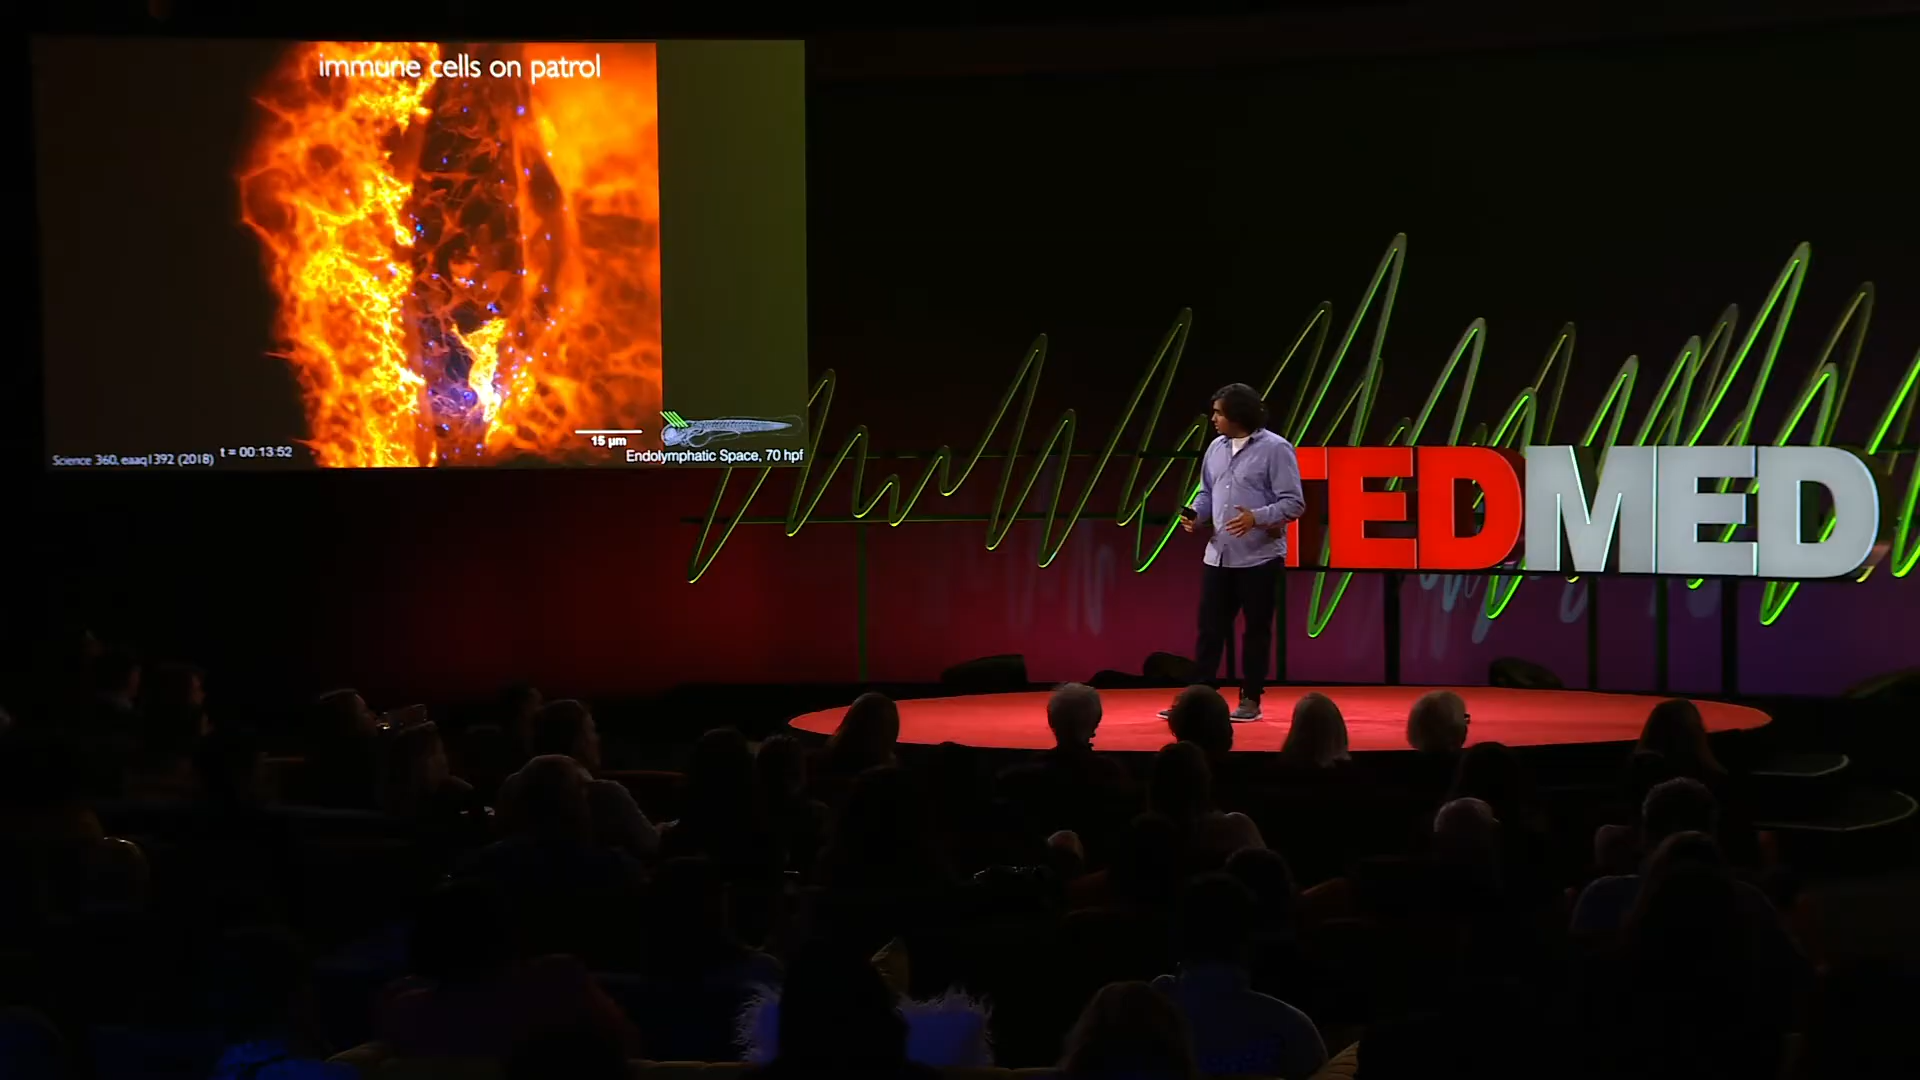 immune cells on patrol
15 µm
t = 00:13:52
Science 360, eaaq1392 (2018)
Endolymphatic Space, 70 hpf
TEDMED